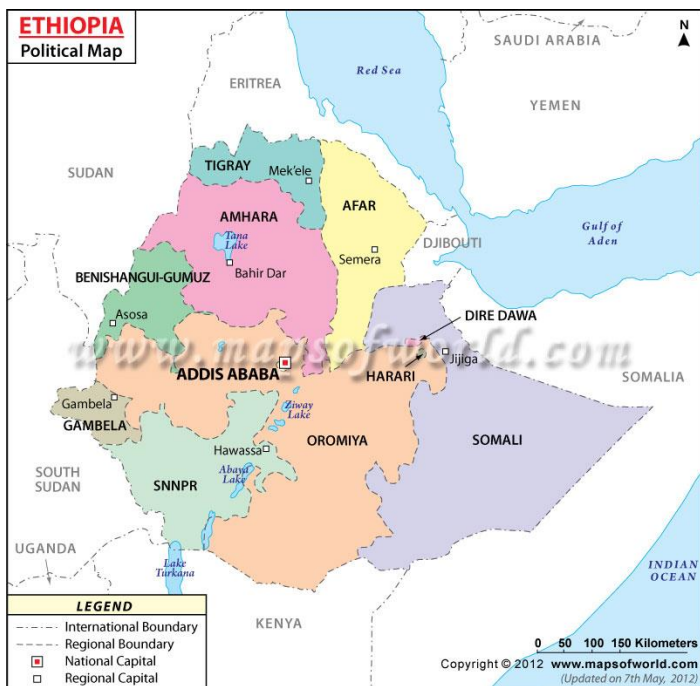 ETHIOPIA
Political Map
N
SAUDI ARABIA
Red Sea
ERITREA
YEMEN
SUDAN
TIGRAY
Mek'ele
AMHARA
AFAR
Tana
Lake
Gulf of
Aden
DJIBOUTI
Semera
Bahir Dar
BENISHANGUI-GUMUZ
Asosa
DIRE DAWA
www.mapsofworld.com
Jijiga
ADDIS ABABA
HARARI
SOMALIA
Gambela
GAMBELA
Ziway
Lake
OROMIYA
SOMALI
Hawassa
SOUTH
SUDAN
Abaya
Lake
SNNPR
UGANDA
Lake
Turkana
INDIAN
OCEAN
KENYA
LEGEND
International Boundary
Regional Boundary
National Capital
Regional Capital
0 50 100 150 Kilometers
Copyright © 2012 www.mapsofworld.com
(Updated on 7th May, 2012)